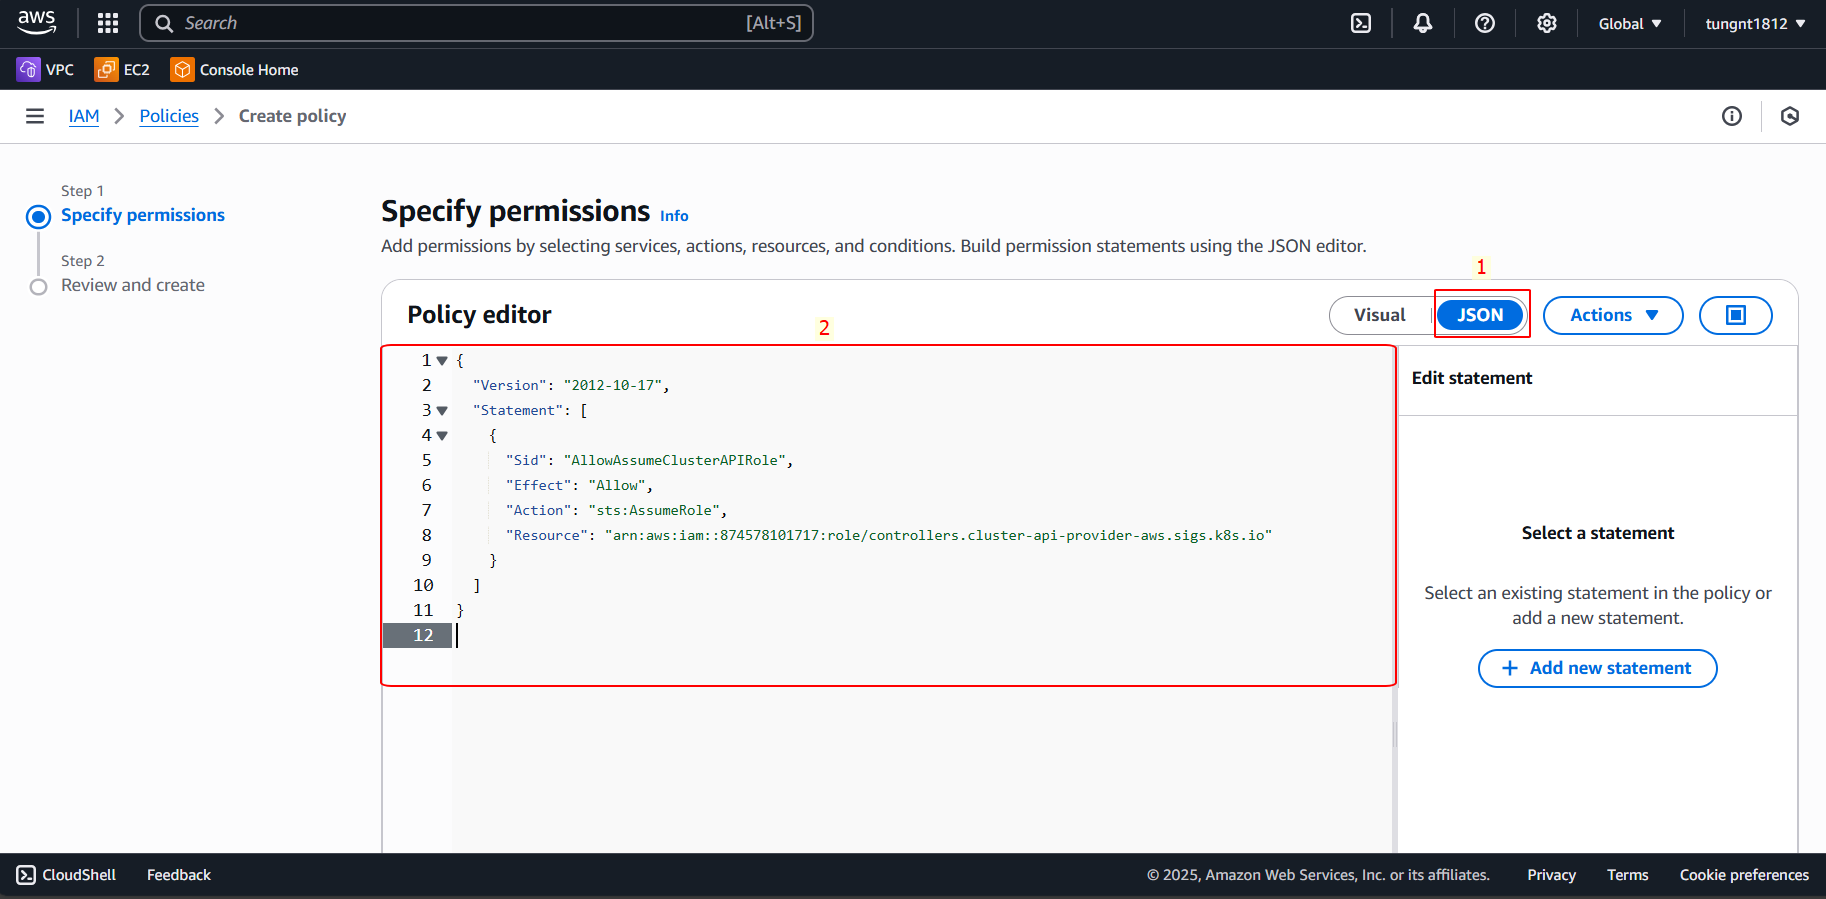 aws
Search [Alt+S]
Global
tungnt1812
VPC
EC2
Console Home
IAM
Policies
Create policy
Step 1
Specify permissions
Step 2
Review and create
Specify permissions Info
Add permissions by selecting services, actions, resources, and conditions. Build permission statements using the JSON editor.
1
Policy editor
Visual
JSON
Actions
2
1 {
2 "Version": "2012-10-17",
3 "Statement": [
4 {
5 "Sid": "AllowAssumeClusterAPIRole",
6 "Effect": "Allow",
7 "Action": "sts:AssumeRole",
8 "Resource": "arn:aws:iam::874578101717:role/controllers.cluster-api-provider-aws.sigs.k8s.io"
9 }
10 ]
11 }
12
Edit statement
Select a statement
Select an existing statement in the policy or
add a new statement.
+ Add new statement
CloudShell
Feedback
© 2025, Amazon Web Services, Inc. or its affiliates.
Privacy
Terms
Cookie preferences